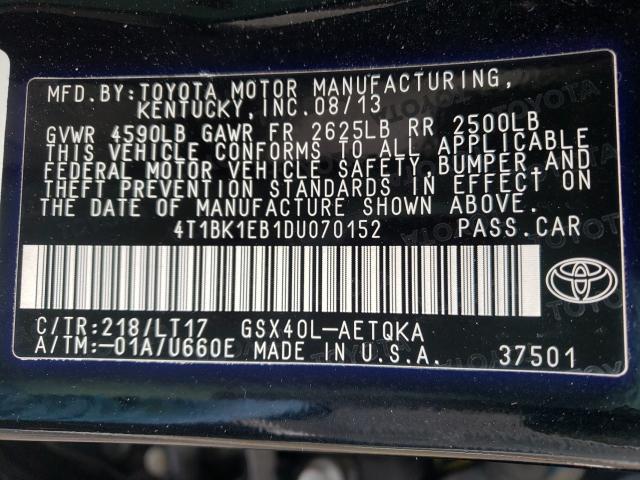 MFD.BY:TOYOTA MOTOR MANUFACTURING,
KENTUCKY,INC.08/13
GVWR 4590LB GAWR FR 2625LB RR 2500LB
THIS VEHICLE CONFORMS TO ALL APPLICABLE
FEDERAL MOTOR VEHICLE SAFETY,BUMPER,AND
THEFT PREVENTION STANDARDS IN EFFECT ON
THE DATE OF MANUFACTURE SHOWN ABOVE.
4T1BK1EB1DU070152 PASS.CAR
C/TR:218/LT17 GSX40L-AETQKA
A/TM:-01A/U660E MADE IN U.S.A. 37501